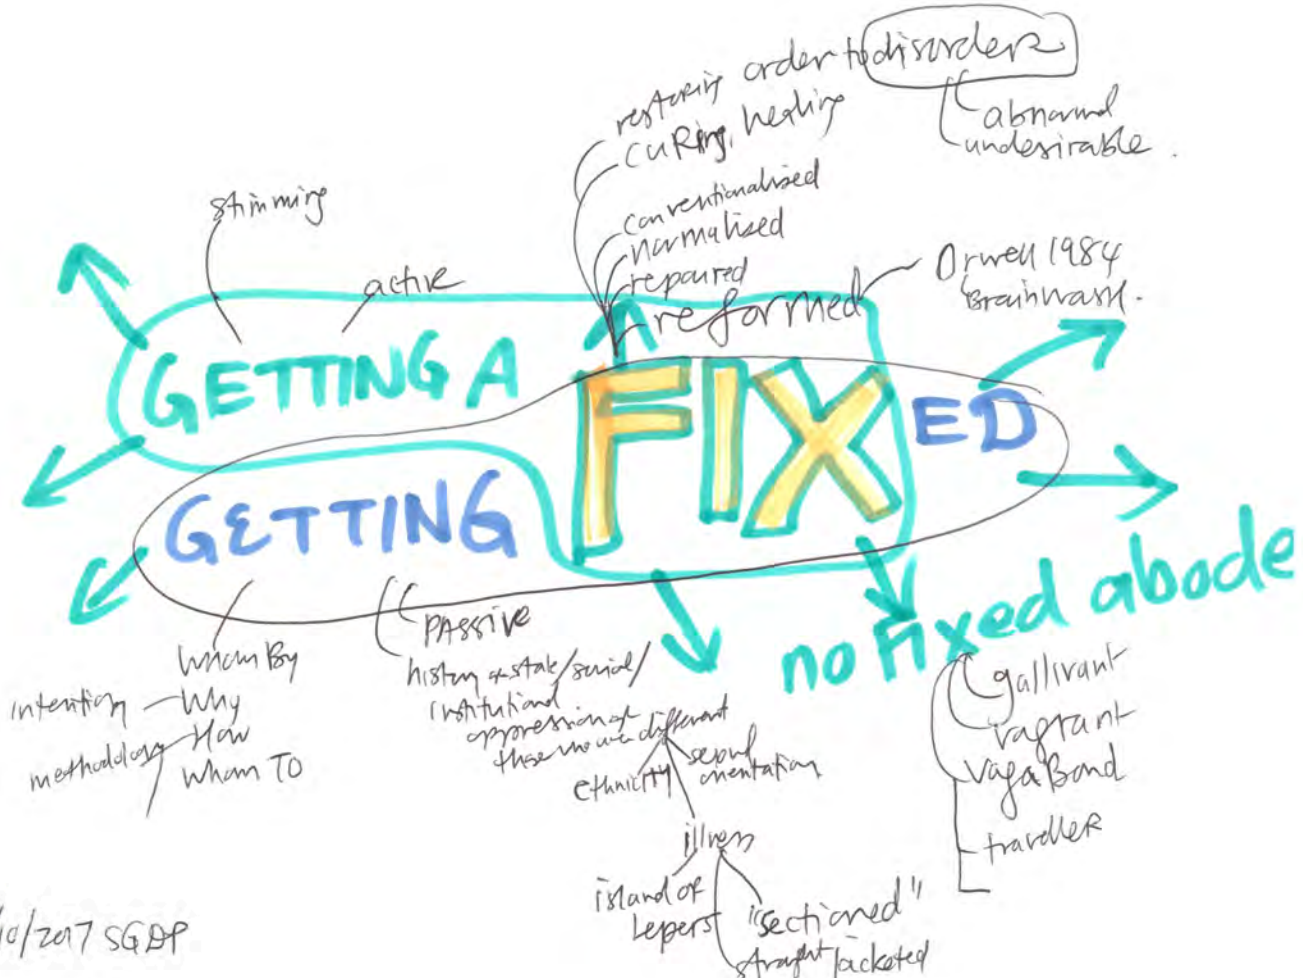 restoring order to disorder
curing, healing
abnormal
undesirable.
stimming
active
conventionalised
normalised
repaired
reformed
Orwell 1984
Brainwash.
GETTING A
FIXED
GETTING
no fixed abode
PASSIVE
history of state/social/
institutional
oppression of
those who are different
ethnicity
sexual
orientation
illness
island of
lepers
"sectioned"
straight jacketed
Whom By
intention
Why
methodology
How
Whom TO
gallivant
vagrant
vagabond
traveller
/10/2017 SGDP